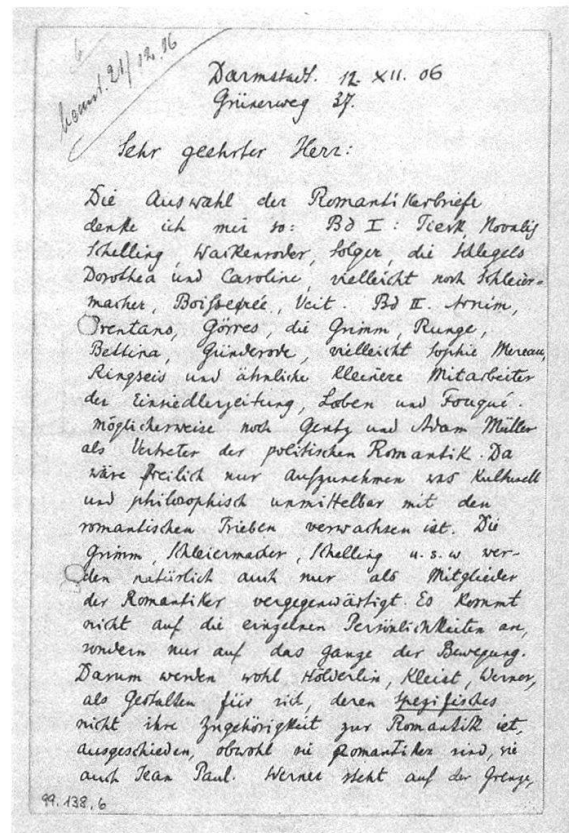 beant. 21/12.06
Darmstadt. 12. XII. 06
Grünerweg 37.
Sehr geehrter Herr:
Die Auswahl der Romantikerbriefe
denke ich mir so: Bd I: Tieck, Novalis
Schelling, Wackenroder, Solger, die Schlegels
Dorothea und Caroline, vielleicht noch Schleier-
macher, Boisserée, Veit. Bd II. Arnim,
Brentano, Görres, die Grimm, Runge,
Bettina, Günderode, vielleicht Sophie Mereau,
Ringseis und ähnliche kleinere Mitarbeiter
der Einsiedlerzeitung, Loben und Fouqué.
möglicherweise noch Gentz und Adam Müller
als Vertreter der politischen Romantik. Da
wäre freilich nur aufzunehmen was kulturell
und philosophisch unmittelbar mit den
romantischen Trieben verwachsen ist. Die
Grimm, Schleiermacher, Schelling u.s.w. wer-
den natürlich auch nur als Mitglieder
der Romantiker vergegenwärtigt. Es kommt
nicht auf die einzelnen Persönlichkeiten an,
sondern nur auf das ganze der Bewegung.
Darum werden wohl Hölderlin, Kleist, Werner,
als Gestalten für sich, deren spezifisches
nicht ihre Zugehörigkeit zur Romantik ist,
ausgeschieden, obwohl sie Romantiker sind, wie
auch Jean Paul. Werner steht auf der Grenze,
99.138.6